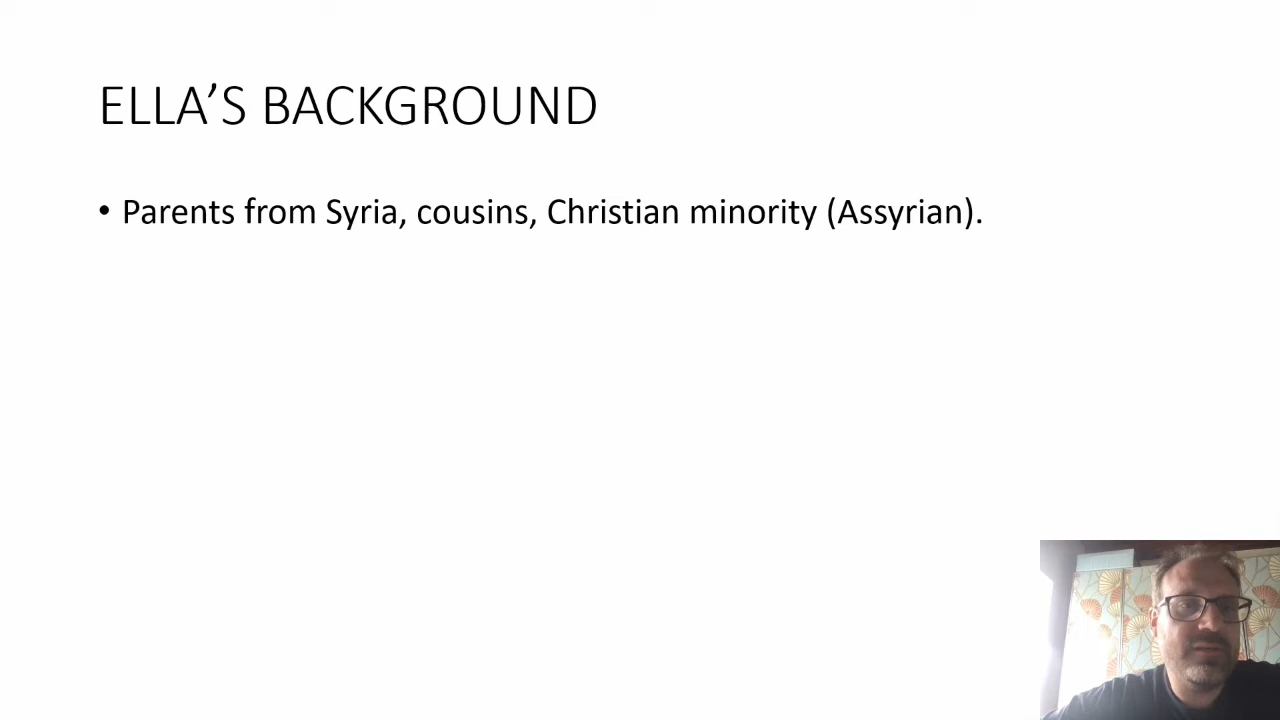 ELLA’S BACKGROUND
• Parents from Syria, cousins, Christian minority (Assyrian).